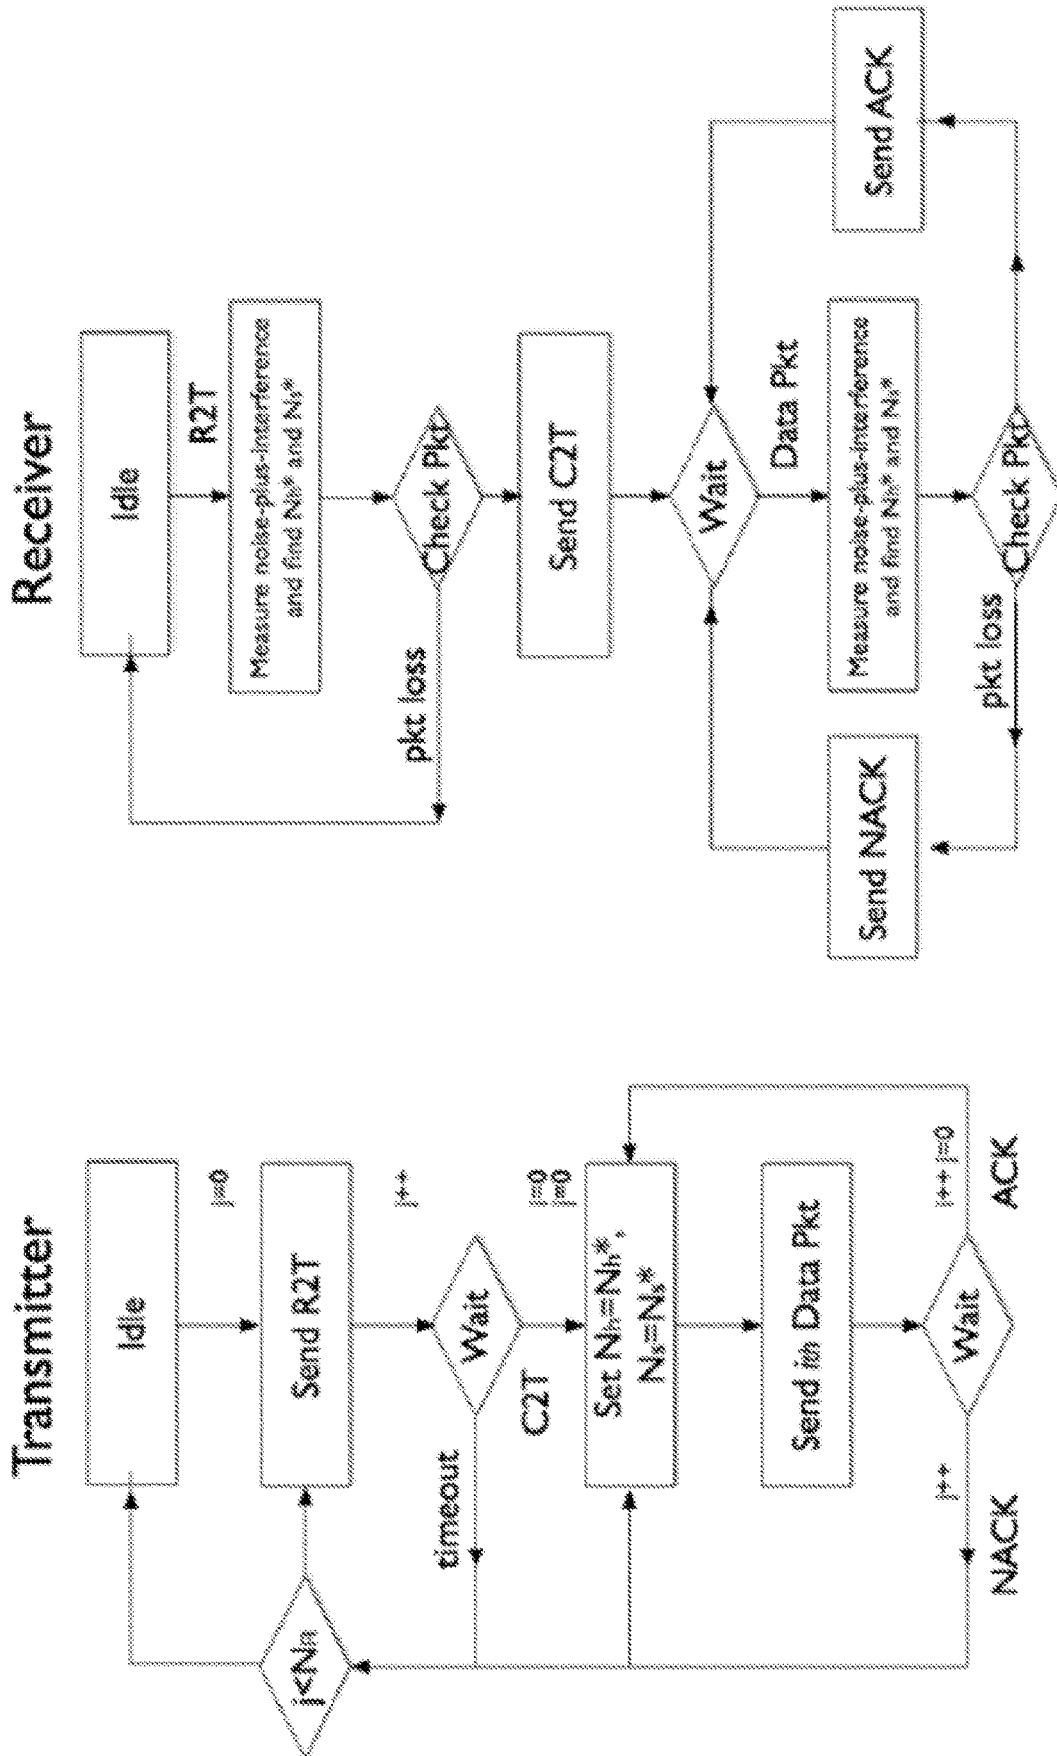 Transmitter
Idle
j=0
Send R2T
j<Nn
j++
Wait
timeout
C2T
i=0
j=0
Set Nh=Nh*,
Ns=Ns*
Send ith Data Pkt
Wait
j++
NACK
i++ j=0
ACK
Receiver
Idle
R2T
Measure noise-plus-interference
and find Nh* and Ns*
Check Pkt
pkt loss
Send C2T
Wait
Data Pkt
Measure noise-plus-interference
and find Nh* and Ns*
Check Pkt
pkt loss
Send NACK
Send ACK